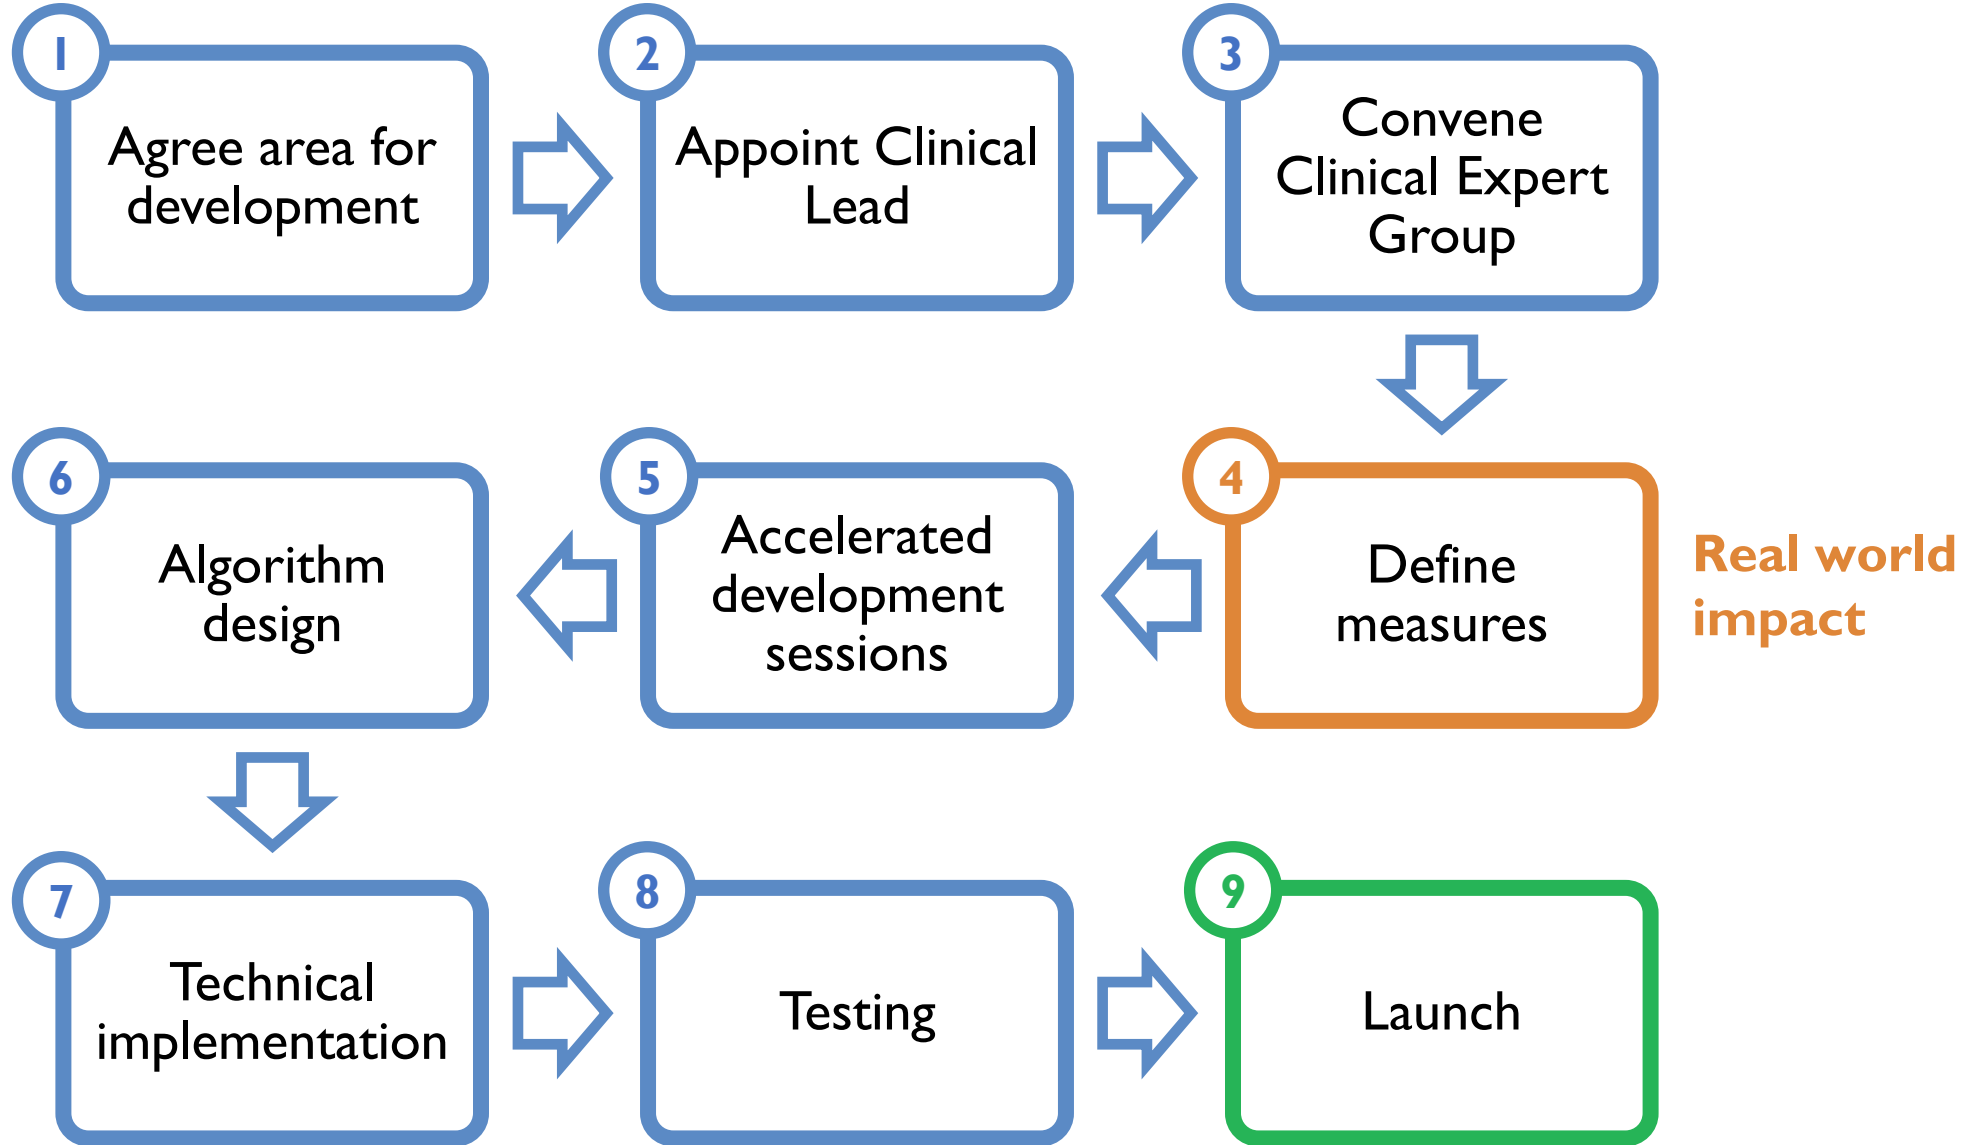 1
Agree area for
development
2
Appoint Clinical
Lead
3
Convene
Clinical Expert
Group
4
Define
measures
Real world
impact
5
Accelerated
development
sessions
6
Algorithm
design
7
Technical
implementation
8
Testing
9
Launch